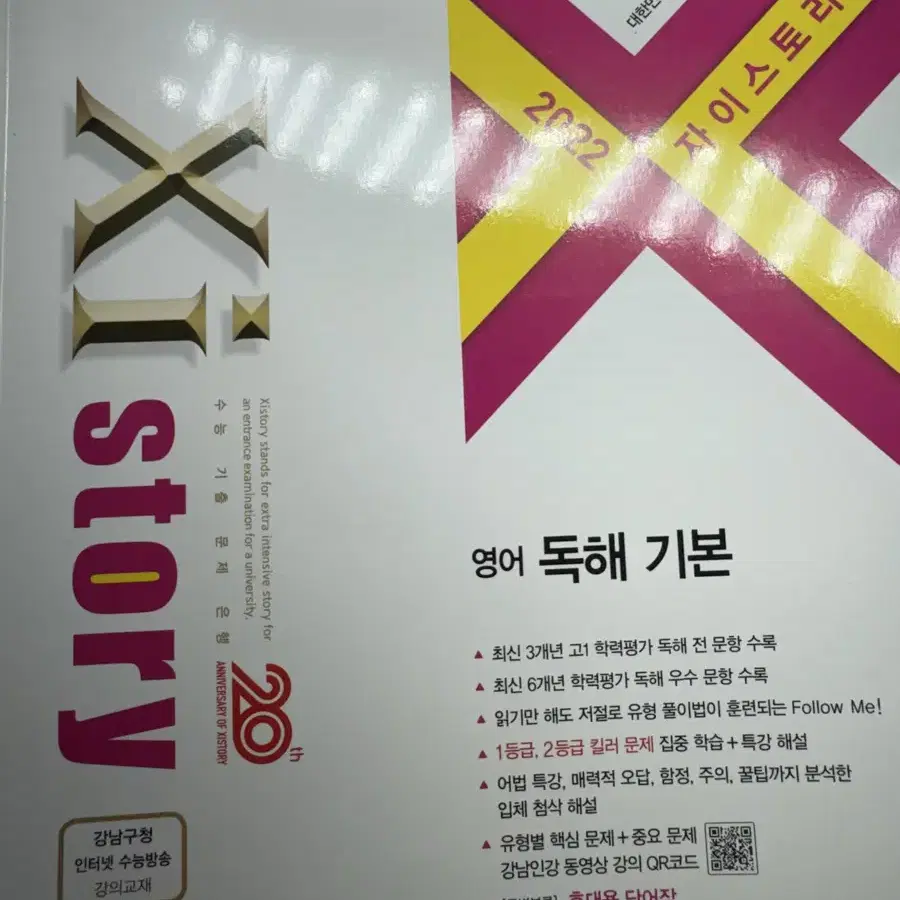 Xi story
Xistory stands for extra intensive story for
an entrance examination for a university.
수능 기출 문제 은행
20th
ANNIVERSARY OF XISTORY
강남구청
인터넷 수능방송
강의교재
2022
자이스토리
영어 독해 기본
▲ 최신 3개년 고1 학력평가 독해 전 문항 수록
▲ 최신 6개년 학력평가 독해 우수 문항 수록
▲ 읽기만 해도 저절로 유형 풀이법이 훈련되는 Follow Me!
▲ 1등급, 2등급 킬러 문제 집중 학습+특강 해설
▲ 어법 특강, 매력적 오답, 함정, 주의, 꿀팁까지 분석한
입체 첨삭 해설
▲ 유형별 핵심 문제+중요 문제
강남인강 동영상 강의 QR코드
휴대용 단어장